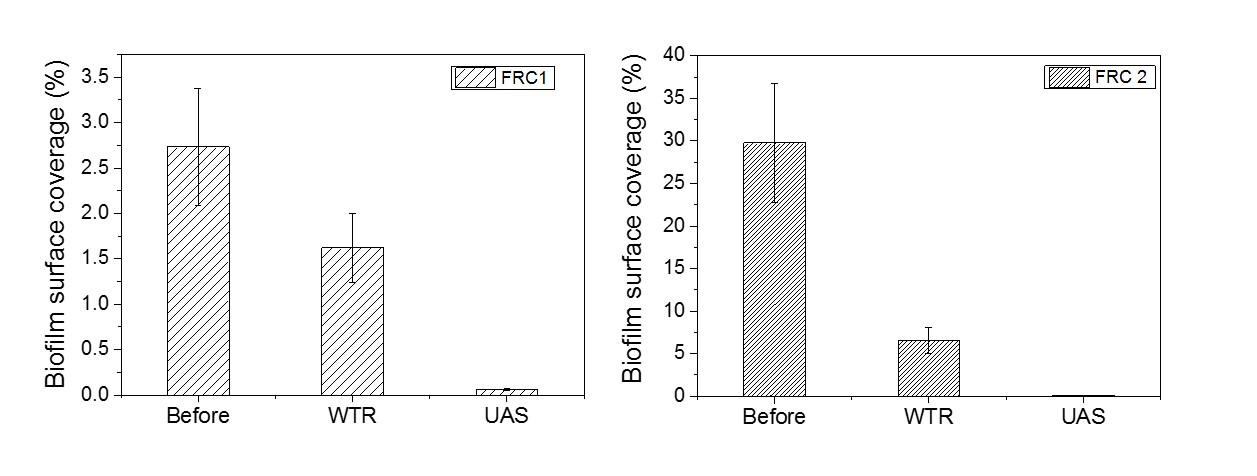 Biofilm surface coverage (%)
3.5
3.0
2.5
2.0
1.5
1.0
0.5
0.0
FRC1
Before WTR UAS
Biofilm surface coverage (%)
40
35
30
25
20
15
10
5
0
FRC 2
Before WTR UAS